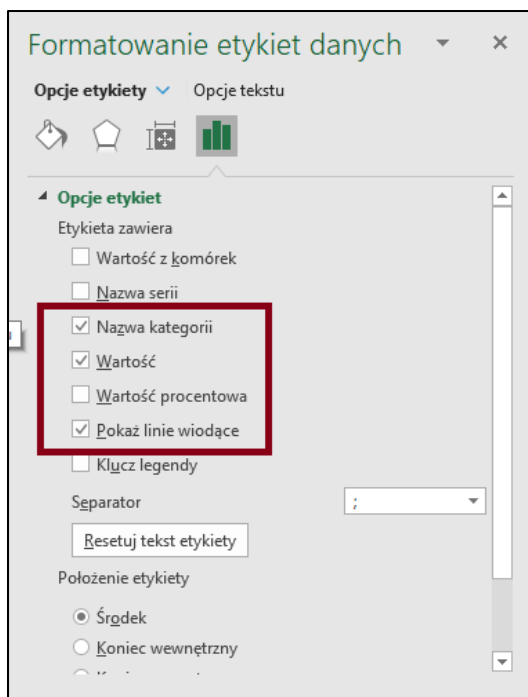 Formatowanie etykiet danych
Opcje etykiety Opcje tekstu
Opcje etykiet
Etykieta zawiera
Wartość z komórek
Nazwa serii
Nazwa kategorii
Wartość
Wartość procentowa
Pokaż linie wiodące
Klucz legendy
Separator ;
Resetuj tekst etykiety
Położenie etykiety
Środek
Koniec wewnętrzny